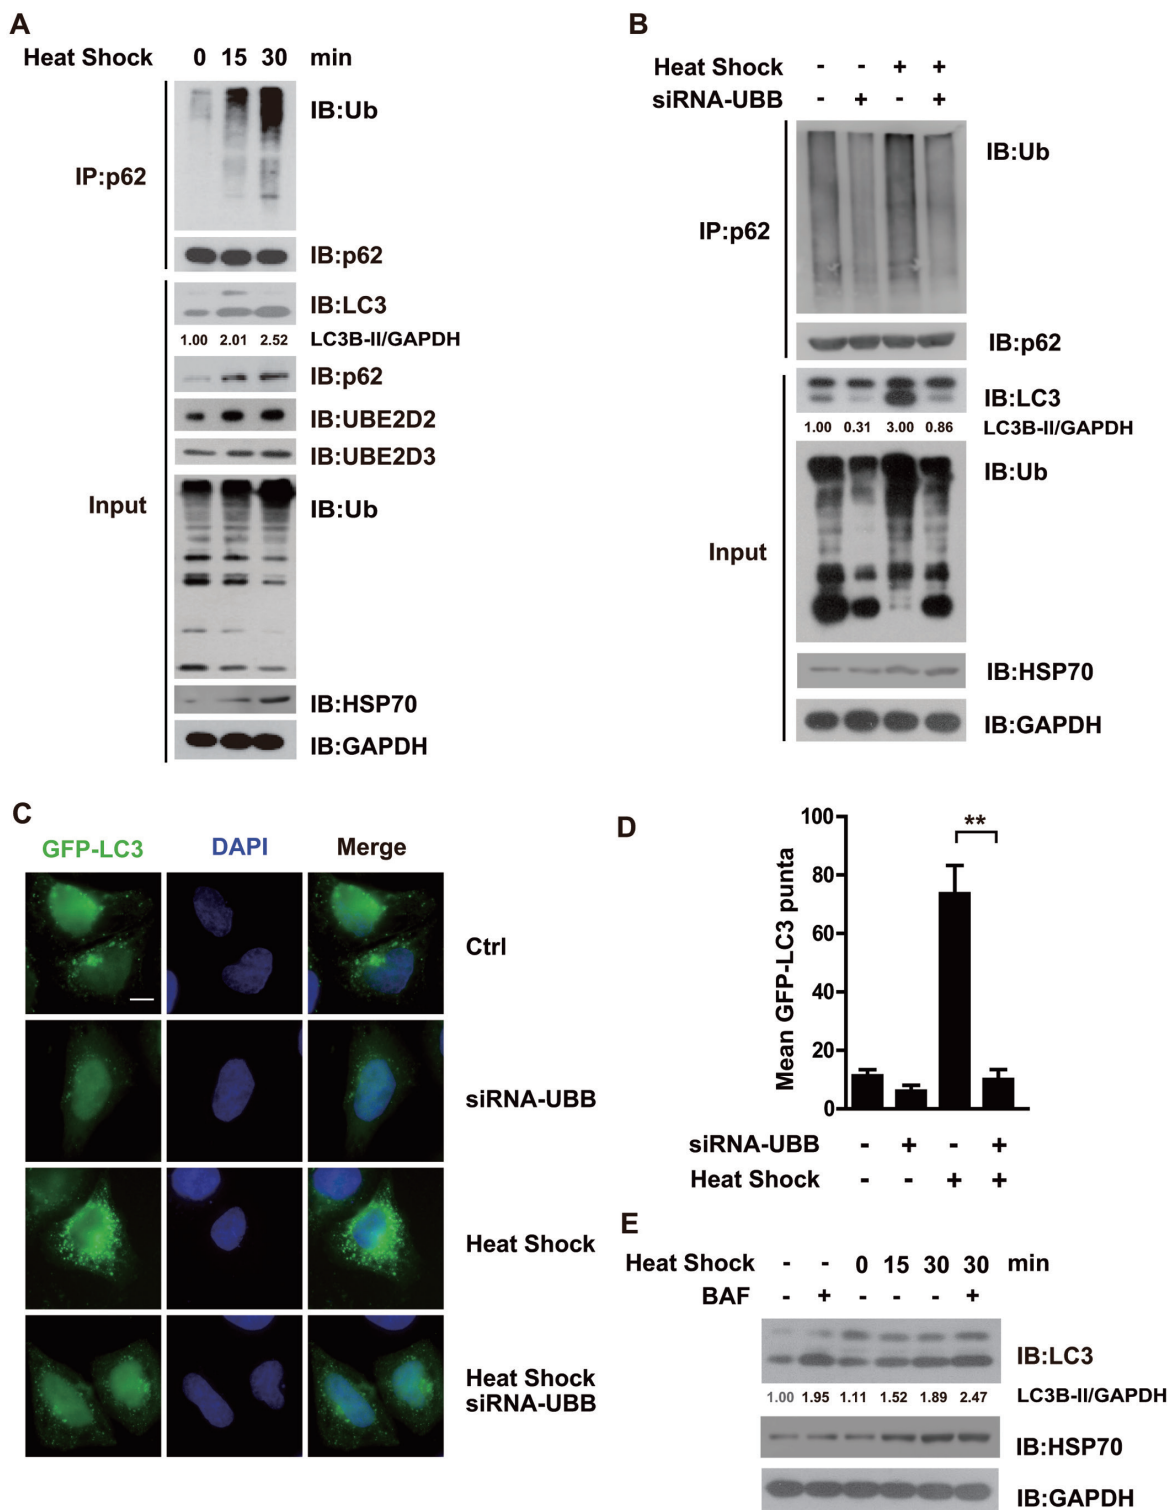 A
Heat Shock 0 15 30 min
IB:Ub
IP:p62
IB:p62
IB:LC3
1.00 2.01 2.52 LC3B-II/GAPDH
IB:p62
IB:UBE2D2
IB:UBE2D3
Input
IB:Ub
IB:HSP70
IB:GAPDH
B
Heat Shock - - + +
siRNA-UBB - + - +
IB:Ub
IP:p62
IB:p62
IB:LC3
1.00 0.31 3.00 0.86 LC3B-II/GAPDH
IB:Ub
Input
IB:HSP70
IB:GAPDH
C
GFP-LC3 DAPI Merge
Ctrl
siRNA-UBB
Heat Shock
Heat Shock
siRNA-UBB
D
Mean GFP-LC3 punta
100
80
60
40
20
0
**
siRNA-UBB - + - +
Heat Shock - - + +
E
Heat Shock - - 0 15 30 30 min
BAF - + - - - +
IB:LC3
1.00 1.95 1.11 1.52 1.89 2.47 LC3B-II/GAPDH
IB:HSP70
IB:GAPDH